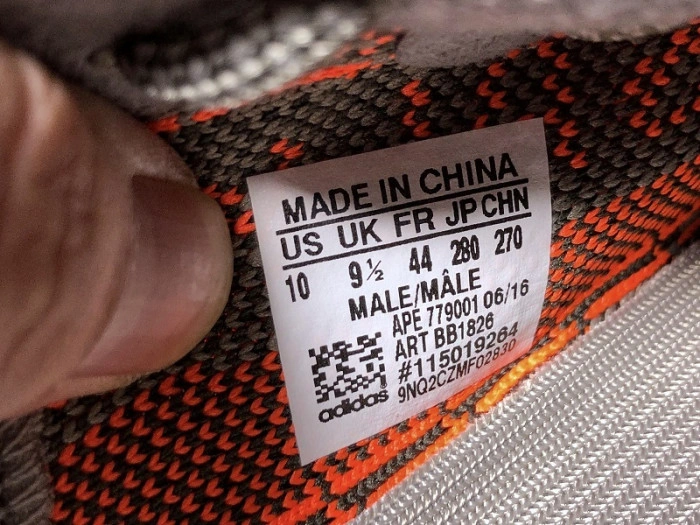 MADE IN CHINA
US UK FR JP CHN
10 9½ 44 280 270
MALE/MÂLE
APE 779001 06/16
ART BB1826
#115019264
9NQ2CZMF02830
adidas